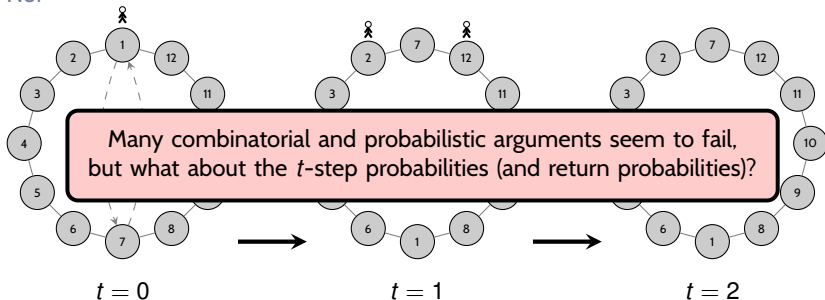 1 7 7
2 12 2 12 2 12
3 11 3 11 3 11
Many combinatorial and probabilistic arguments seem to fail,
but what about the t-step probabilities (and return probabilities)?
4 10
5 9
6 8 6 8 6 8
7 1 1
t = 0 t = 1 t = 2